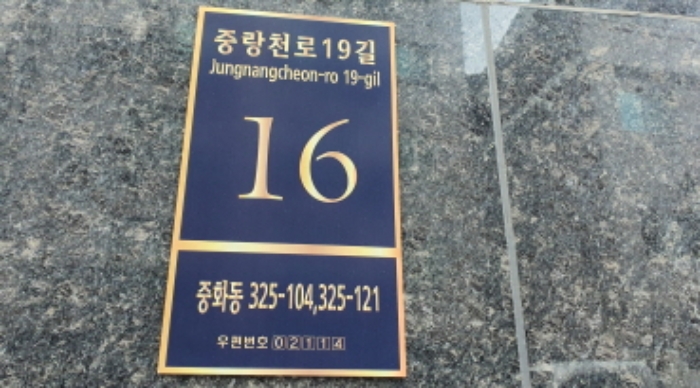 중랑천로19길
Jungnangcheon-ro 19-gil
16
중화동 325-104,325-121
우편번호 02114